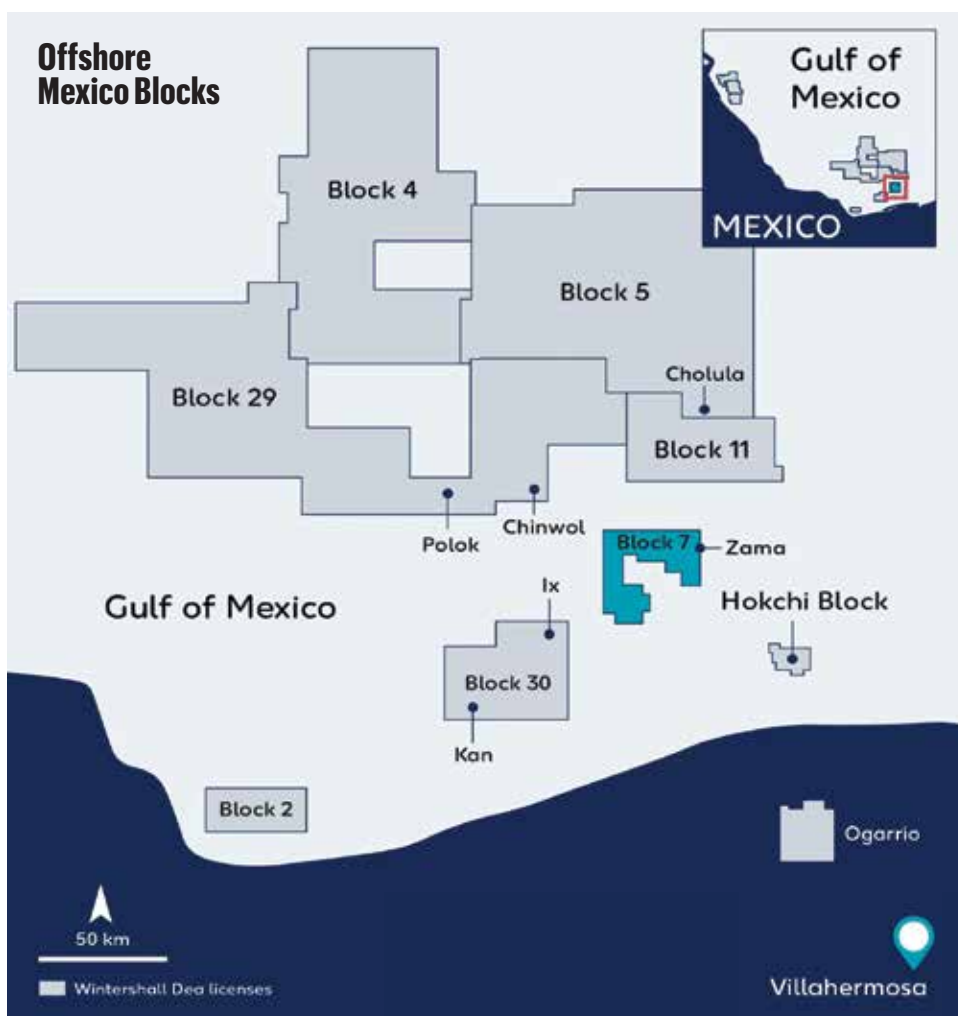 Offshore
Mexico Blocks
Gulf of
Mexico
MEXICO
Block 4
Block 5
Cholula
Block 29
Block 11
Polok
Chinwol
Block 7
Zama
Ix
Hokchi Block
Gulf of Mexico
Block 30
Kan
Block 2
Ogarrio
50 km
Wintershall Dea licenses
Villahermosa